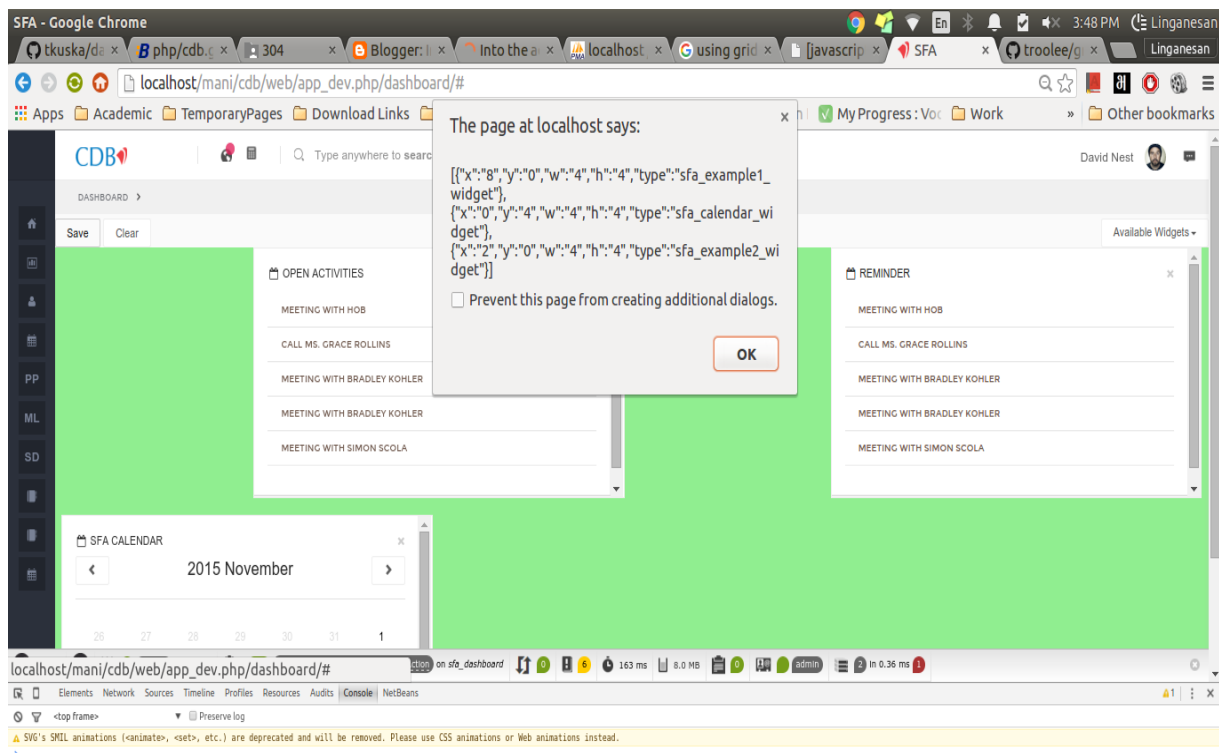 SFA - Google Chrome
En
3:48 PM
Linganesan
tkuska/da
php/cdb.g
304
Blogger: I
Into the a
localhost
using grid
[javascrip
SFA
troolee/g
Linganesan
localhost/mani/cdb/web/app_dev.php/dashboard/#
Apps
Academic
TemporaryPages
Download Links
My Progress : Voc
Work
»
Other bookmarks
The page at localhost says:
[{"x":"8","y":"0","w":"4","h":"4","type":"sfa_example1_
widget"},
{"x":"0","y":"4","w":"4","h":"4","type":"sfa_calendar_wi
dget"},
{"x":"2","y":"0","w":"4","h":"4","type":"sfa_example2_wi
dget"}]
Prevent this page from creating additional dialogs.
OK
CDB
Type anywhere to searc
David Nest
DASHBOARD >
Save
Clear
Available Widgets
OPEN ACTIVITIES
MEETING WITH HOB
CALL MS. GRACE ROLLINS
MEETING WITH BRADLEY KOHLER
MEETING WITH BRADLEY KOHLER
MEETING WITH SIMON SCOLA
REMINDER
MEETING WITH HOB
CALL MS. GRACE ROLLINS
MEETING WITH BRADLEY KOHLER
MEETING WITH BRADLEY KOHLER
MEETING WITH SIMON SCOLA
PP
ML
SD
SFA CALENDAR
2015 November
26 27 28 29 30 31 1
localhost/mani/cdb/web/app_dev.php/dashboard/#
on sfa_dashboard
0
6
163 ms
8.0 MB
0
admin
2 in 0.36 ms
1
Elements Network Sources Timeline Profiles Resources Audits Console NetBeans
1
<top frame>
Preserve log
SVG's SMIL animations (<animate>, <set>, etc.) are deprecated and will be removed. Please use CSS animations or Web animations instead.